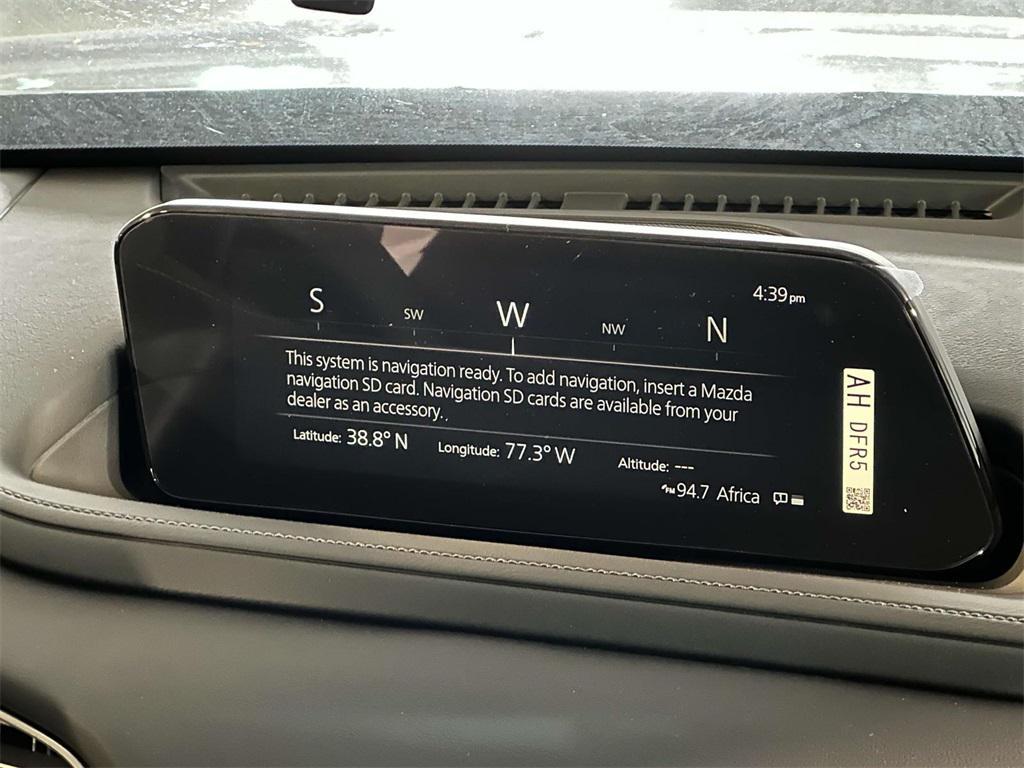 4:39pm
S SW W NW N
This system is navigation ready. To add navigation, insert a Mazda
navigation SD card. Navigation SD cards are available from your
dealer as an accessory.
Latitude: 38.8° N Longitude: 77.3° W Altitude: ---
FM 94.7 Africa
AH DFR5